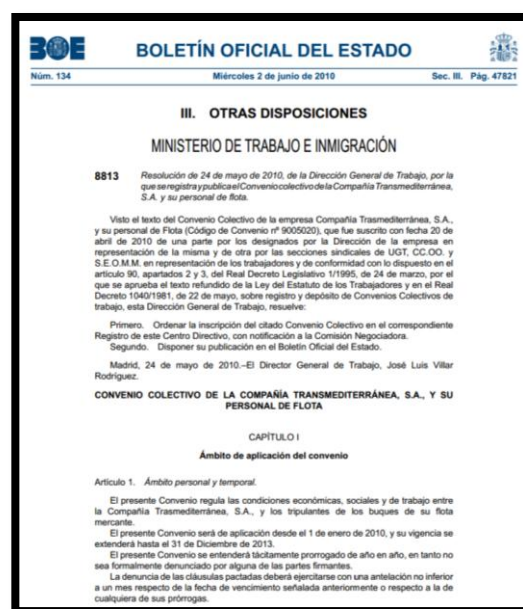 BOE
BOLETÍN OFICIAL DEL ESTADO
Núm. 134
Miércoles 2 de junio de 2010
Sec. III. Pág. 47821
III. OTRAS DISPOSICIONES
MINISTERIO DE TRABAJO E INMIGRACIÓN
8813
Resolución de 24 de mayo de 2010, de la Dirección General de Trabajo, por la
que se registra y publica el Convenio colectivo de la Compañía Transmediterránea,
S.A. y su personal de flota.
Visto el texto del Convenio Colectivo de la empresa Compañía Trasmediterránea, S.A.,
y su personal de Flota (Código de Convenio nº 9005020), que fue suscrito con fecha 20 de
abril de 2010 de una parte por los designados por la Dirección de la empresa en
representación de la misma y de otra por las secciones sindicales de UGT, CC.OO. y
S.E.O.M.M. en representación de los trabajadores y de conformidad con lo dispuesto en el
artículo 90, apartados 2 y 3, del Real Decreto Legislativo 1/1995, de 24 de marzo, por el
que se aprueba el texto refundido de la Ley del Estatuto de los Trabajadores y en el Real
Decreto 1040/1981, de 22 de mayo, sobre registro y depósito de Convenios Colectivos de
trabajo, esta Dirección General de Trabajo, resuelve:
Primero. Ordenar la inscripción del citado Convenio Colectivo en el correspondiente
Registro de este Centro Directivo, con notificación a la Comisión Negociadora.
Segundo. Disponer su publicación en el Boletín Oficial del Estado.
Madrid, 24 de mayo de 2010.–El Director General de Trabajo, José Luis Villar
Rodríguez.
CONVENIO COLECTIVO DE LA COMPAÑÍA TRANSMEDITERRÁNEA, S.A., Y SU
PERSONAL DE FLOTA
CAPÍTULO I
Ámbito de aplicación del convenio
Artículo 1. Ámbito personal y temporal.
El presente Convenio regula las condiciones económicas, sociales y de trabajo entre
la Compañía Trasmediterránea, S.A., y los tripulantes de los buques de su flota
mercante.
El presente Convenio será de aplicación desde el 1 de enero de 2010, y su vigencia se
extenderá hasta el 31 de Diciembre de 2013.
El presente Convenio se entenderá tácitamente prorrogado de año en año, en tanto no
sea formalmente denunciado por alguna de las partes firmantes.
La denuncia de las cláusulas pactadas deberá ejercitarse con una antelación no inferior
a un mes respecto de la fecha de vencimiento señalada anteriormente o respecto a la de
cualquiera de sus prórrogas.